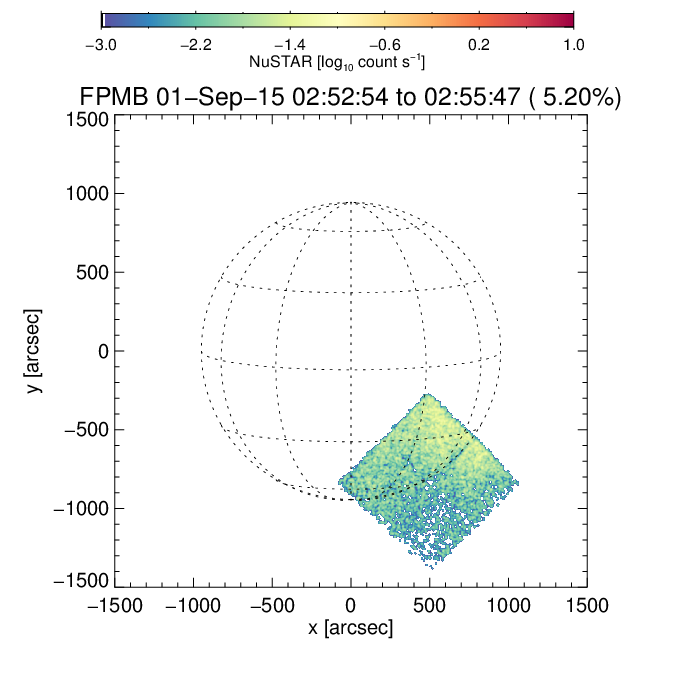 −3.0 −2.2 −1.4 −0.6 0.2 1.0
NuSTAR [log₁₀ count s⁻¹]
FPMB 01−Sep−15 02:52:54 to 02:55:47 ( 5.20%)
1500
1000
500
0
−500
−1000
−1500
y [arcsec]
−1500 −1000 −500 0 500 1000 1500
x [arcsec]